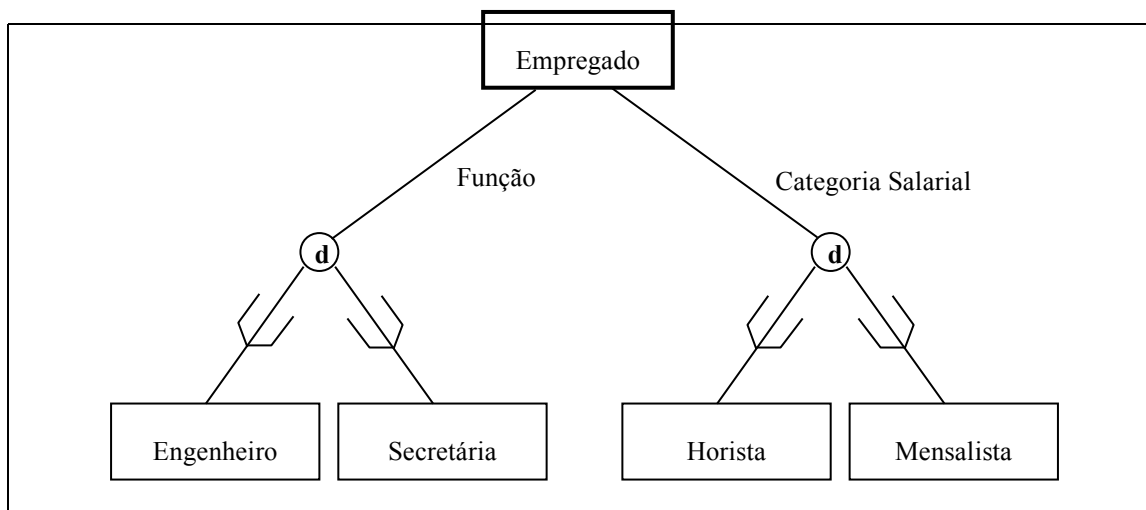 Empregado
Função
Categoria Salarial
d
d
Engenheiro
Secretária
Horista
Mensalista